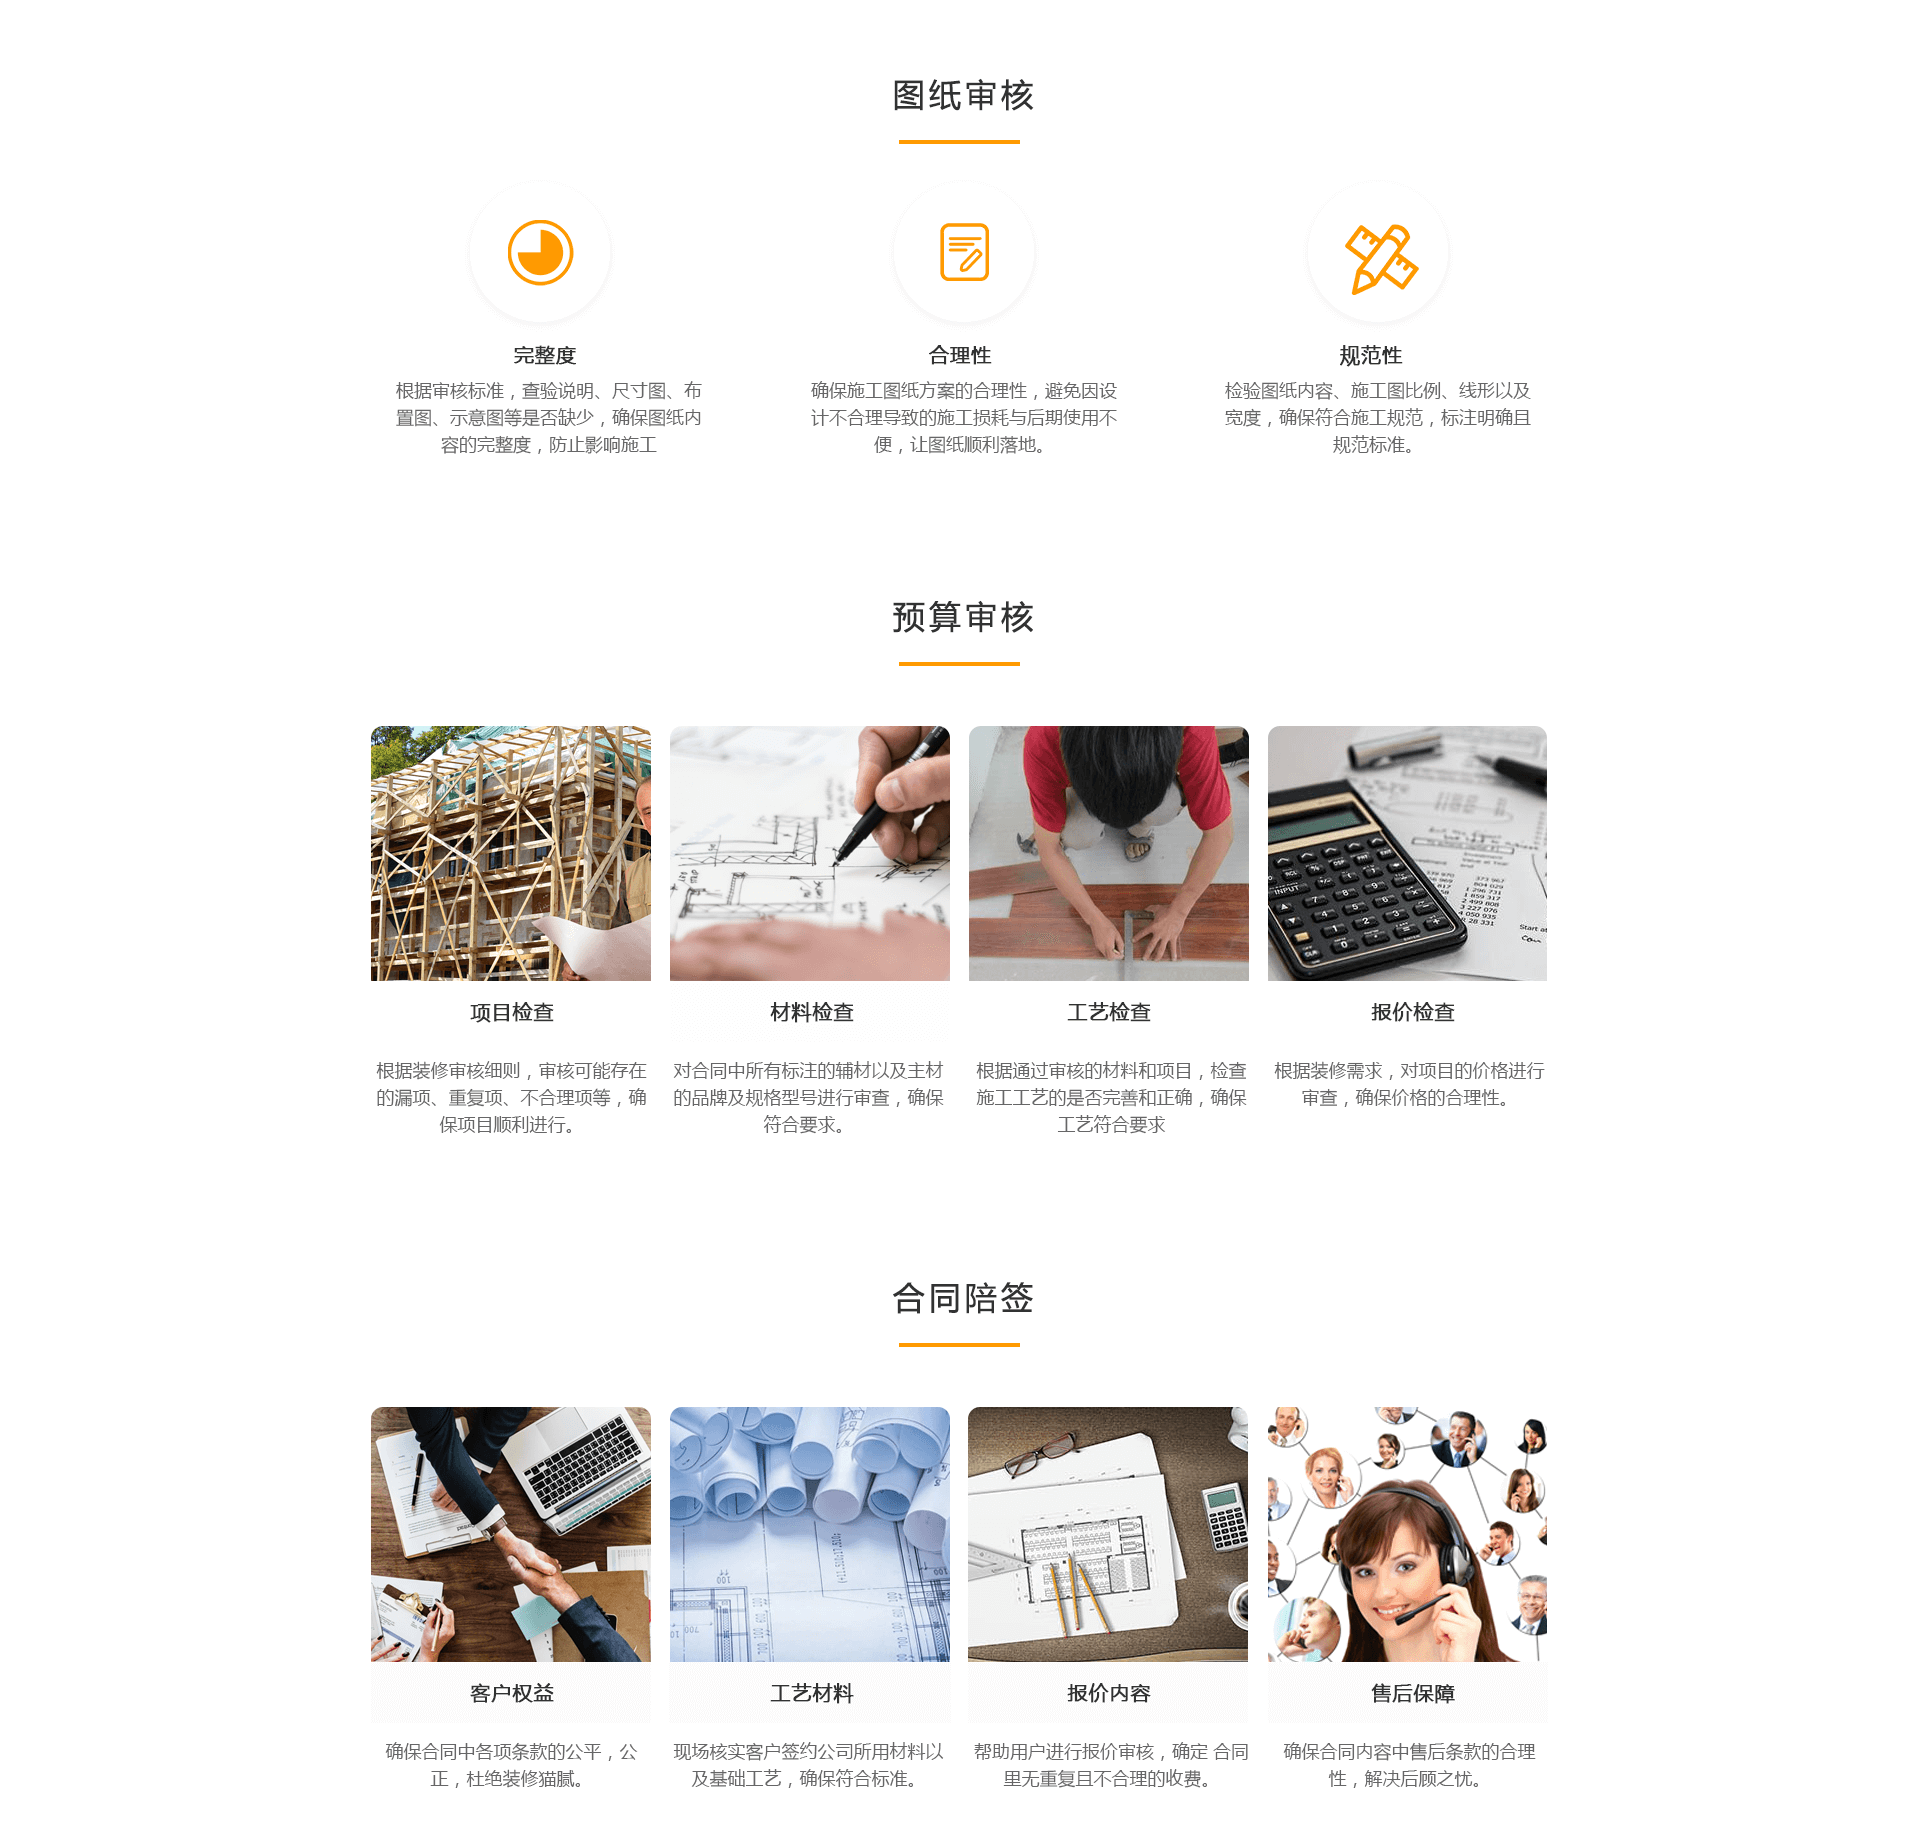 图纸审核
完整度
根据审核标准，查验说明、尺寸图、布
置图、示意图等是否缺少，确保图纸内
容的完整度，防止影响施工
合理性
确保施工图纸方案的合理性，避免因设
计不合理导致的施工损耗与后期使用不
便，让图纸顺利落地。
规范性
检验图纸内容、施工图比例、线形以及
宽度，确保符合施工规范，标注明确且
规范标准。
预算审核
项目检查
根据装修审核细则，审核可能存在
的漏项、重复项、不合理项等，确
保项目顺利进行。
材料检查
对合同中所有标注的辅材以及主材
的品牌及规格型号进行审查，确保
符合要求。
工艺检查
根据通过审核的材料和项目，检查
施工工艺的是否完善和正确，确保
工艺符合要求
报价检查
根据装修需求，对项目的价格进行
审查，确保价格的合理性。
合同陪签
客户权益
确保合同中各项条款的公平，公
正，杜绝装修猫腻。
工艺材料
现场核实客户签约公司所用材料以
及基础工艺，确保符合标准。
报价内容
帮助用户进行报价审核，确定 合同
里无重复且不合理的收费。
售后保障
确保合同内容中售后条款的合理
性，解决后顾之忧。